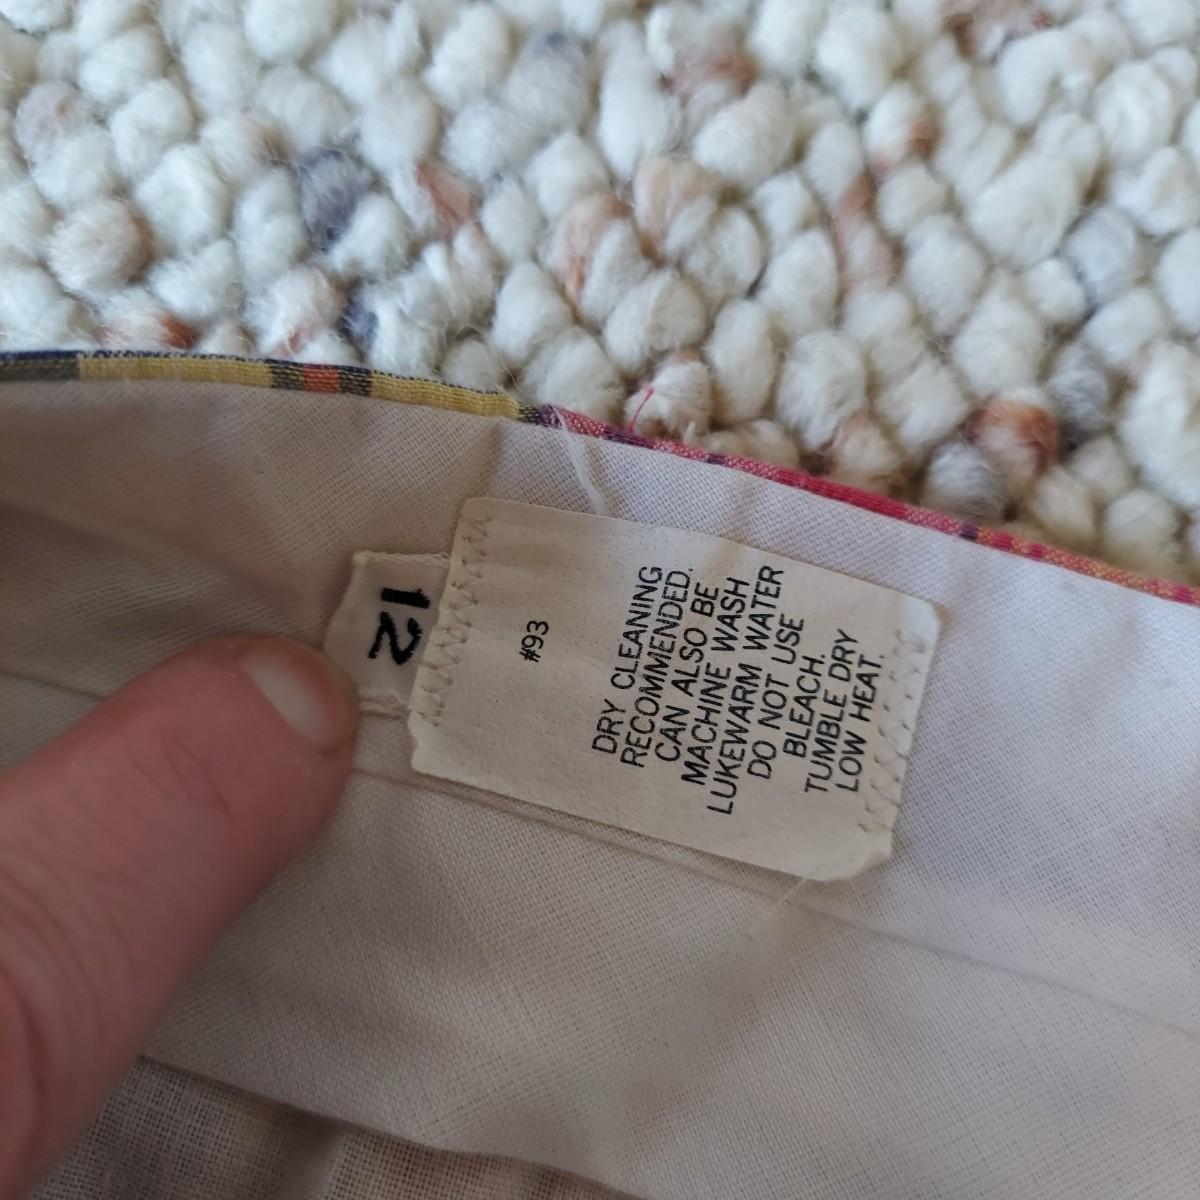 12
#93
DRY CLEANING
RECOMMENDED.
CAN ALSO BE
MACHINE WASH
LUKEWARM WATER
DO NOT USE
BLEACH.
TUMBLE DRY
LOW HEAT.